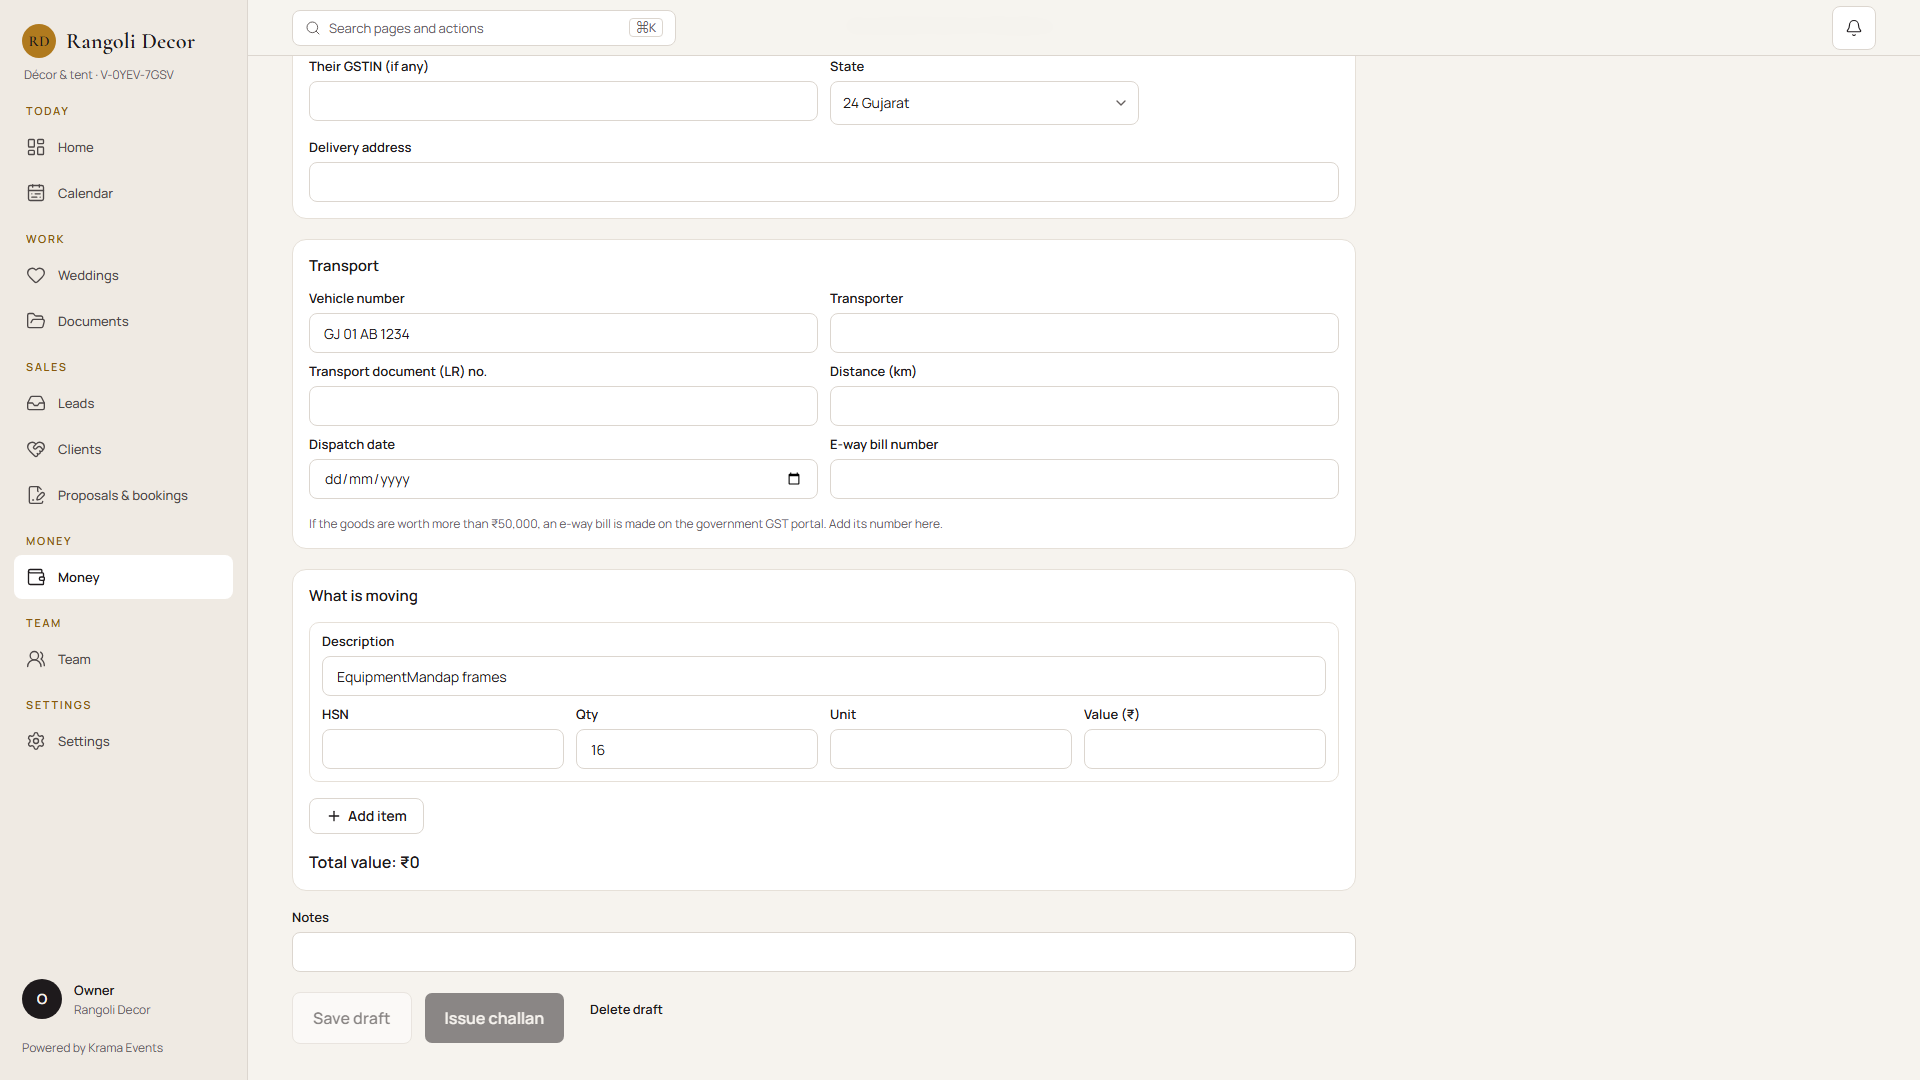 RD Rangoli Decor
Décor & tent · V-0YEV-7GSV
TODAY
Home
Calendar
WORK
Weddings
Documents
SALES
Leads
Clients
Proposals & bookings
MONEY
Money
TEAM
Team
SETTINGS
Settings
O
Owner
Rangoli Decor
Powered by Krama Events
Search pages and actions ⌘K
Their GSTIN (if any) State
24 Gujarat
Delivery address
Transport
Vehicle number Transporter
GJ 01 AB 1234
Transport document (LR) no. Distance (km)
Dispatch date E-way bill number
dd/mm/yyyy
If the goods are worth more than ₹50,000, an e-way bill is made on the government GST portal. Add its number here.
What is moving
Description
EquipmentMandap frames
HSN Qty Unit Value (₹)
16
+ Add item
Total value: ₹0
Notes
Save draft Issue challan Delete draft